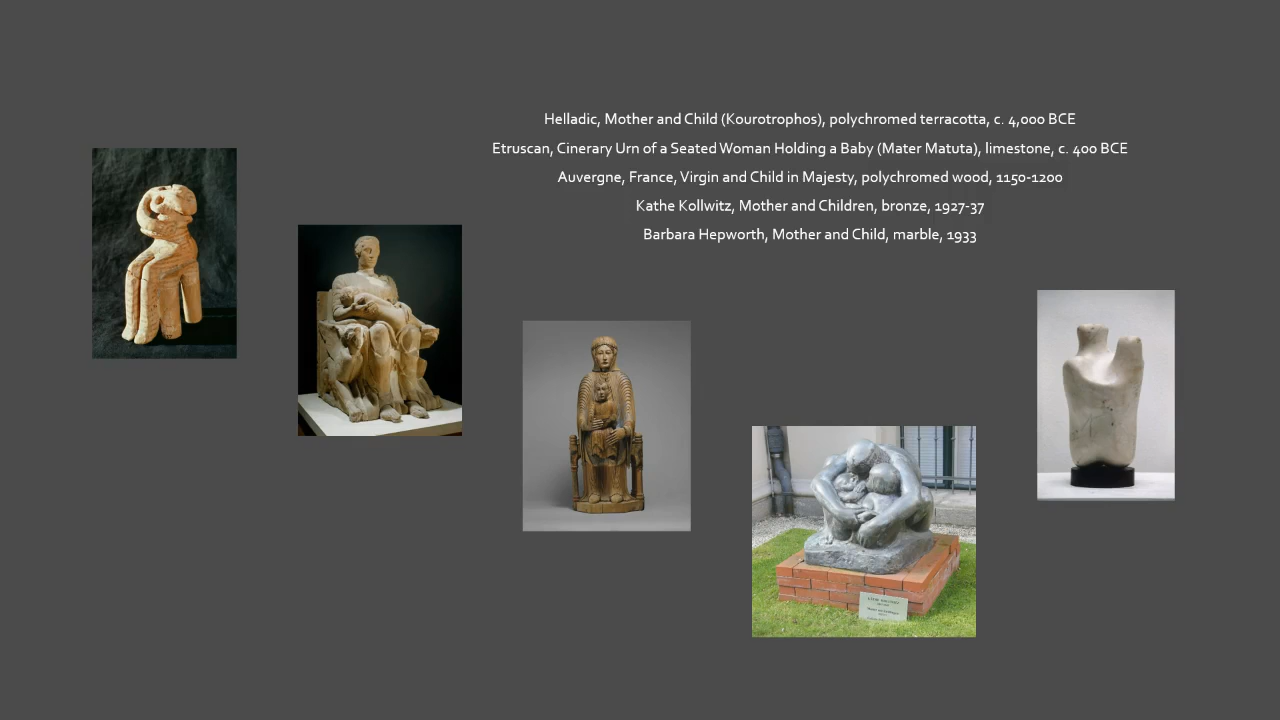 Helladic, Mother and Child (Kourotrophos), polychromed terracotta, c. 4,000 BCE
Etruscan, Cinerary Urn of a Seated Woman Holding a Baby (Mater Matuta), limestone, c. 400 BCE
Auvergne, France, Virgin and Child in Majesty, polychromed wood, 1150-1200
Kathe Kollwitz, Mother and Children, bronze, 1927-37
Barbara Hepworth, Mother and Child, marble, 1933